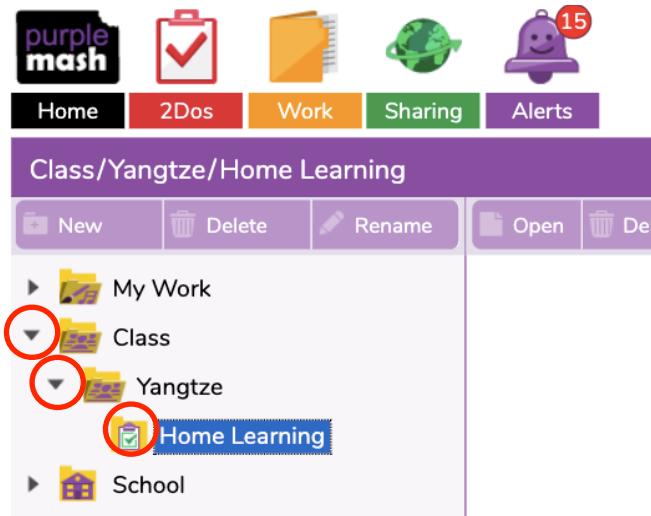 purple
mash
15
Home 2Dos Work Sharing Alerts
Class/Yangtze/Home Learning
New Delete Rename Open De
My Work
Class
Yangtze
Home Learning
School